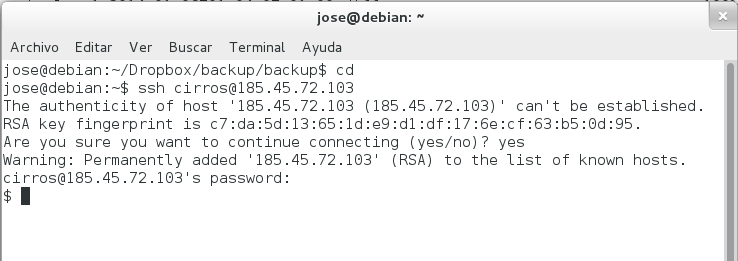 jose@debian: ~
Archivo Editar Ver Buscar Terminal Ayuda
jose@debian:~/Dropbox/backup/backup$ cd
jose@debian:~$ ssh cirros@185.45.72.103
The authenticity of host '185.45.72.103 (185.45.72.103)' can't be established.
RSA key fingerprint is c7:da:5d:13:65:1d:e9:d1:df:17:6e:cf:63:b5:0d:95.
Are you sure you want to continue connecting (yes/no)? yes
Warning: Permanently added '185.45.72.103' (RSA) to the list of known hosts.
cirros@185.45.72.103's password:
$